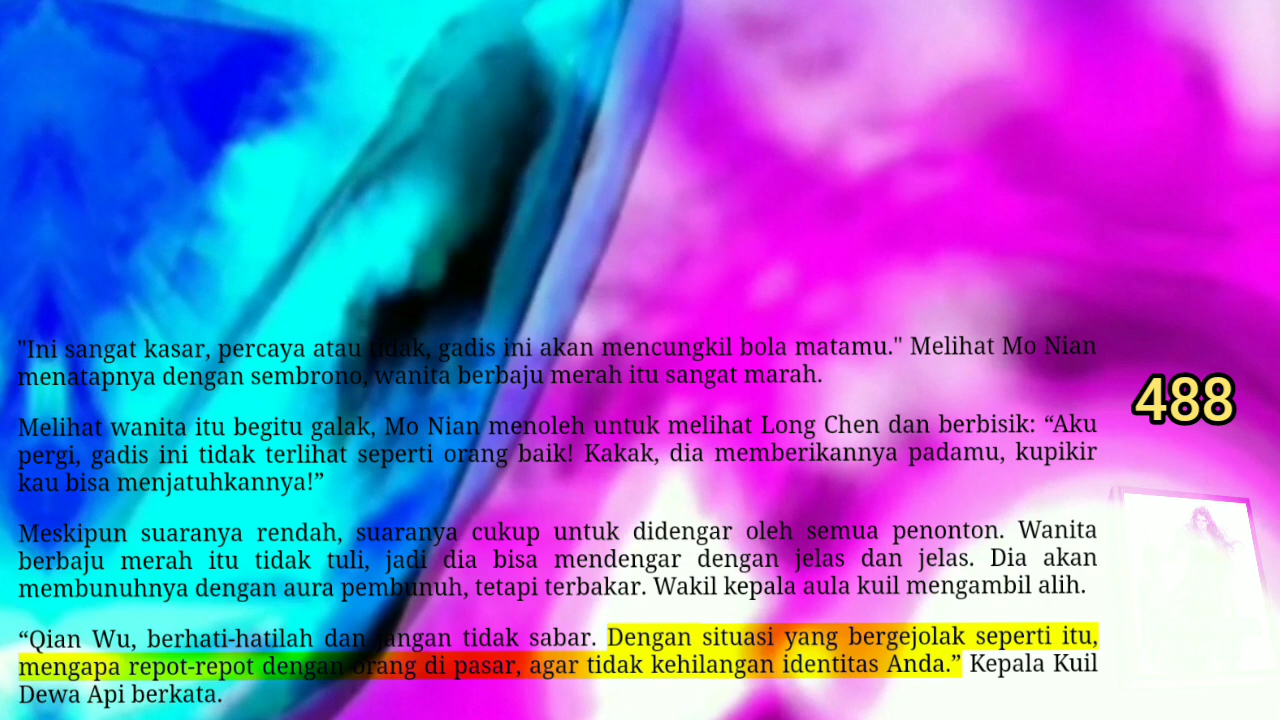 "Ini sangat kasar, percaya atau tidak, gadis ini akan mencungkil bola matamu." Melihat Mo Nian
menatapnya dengan sembrono, wanita berbaju merah itu sangat marah.
Melihat wanita itu begitu galak, Mo Nian menoleh untuk melihat Long Chen dan berbisik: “Aku
pergi, gadis ini tidak terlihat seperti orang baik! Kakak, dia memberikannya padamu, kupikir
kau bisa menjatuhkannya!”
Meskipun suaranya rendah, suaranya cukup untuk didengar oleh semua penonton. Wanita
berbaju merah itu tidak tuli, jadi dia bisa mendengar dengan jelas dan jelas. Dia akan
membunuhnya dengan aura pembunuh, tetapi terbakar. Wakil kepala aula kuil mengambil alih.
“Qian Wu, berhati-hatilah dan jangan tidak sabar. Dengan situasi yang bergejolak seperti itu,
mengapa repot-repot dengan orang di pasar, agar tidak kehilangan identitas Anda.” Kepala Kuil
Dewa Api berkata.
488